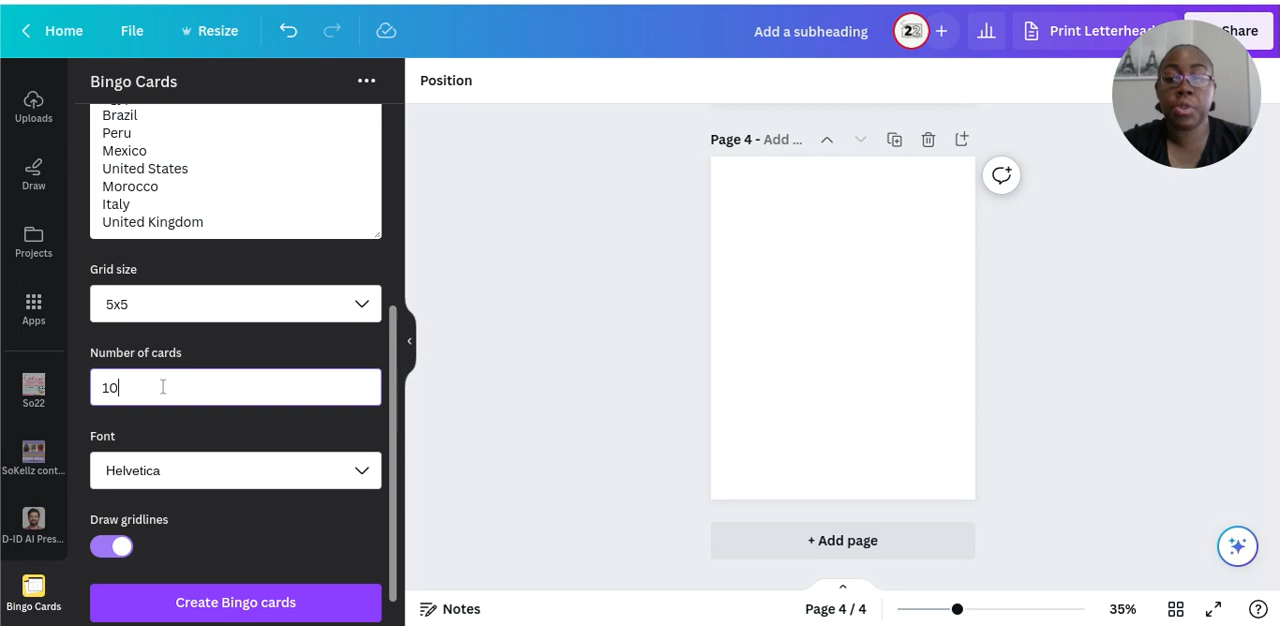 Home
File
Resize
Add a subheading
22
Print Letterhead
Share
Uploads
Draw
Projects
Apps
So22
SoKellz cont...
D-ID AI Pres...
Bingo Cards
Bingo Cards
Brazil
Peru
Mexico
United States
Morocco
Italy
United Kingdom
Grid size
5x5
Number of cards
10
Font
Helvetica
Draw gridlines
Create Bingo cards
Position
Page 4 - Add ...
+ Add page
Notes
Page 4 / 4
35%